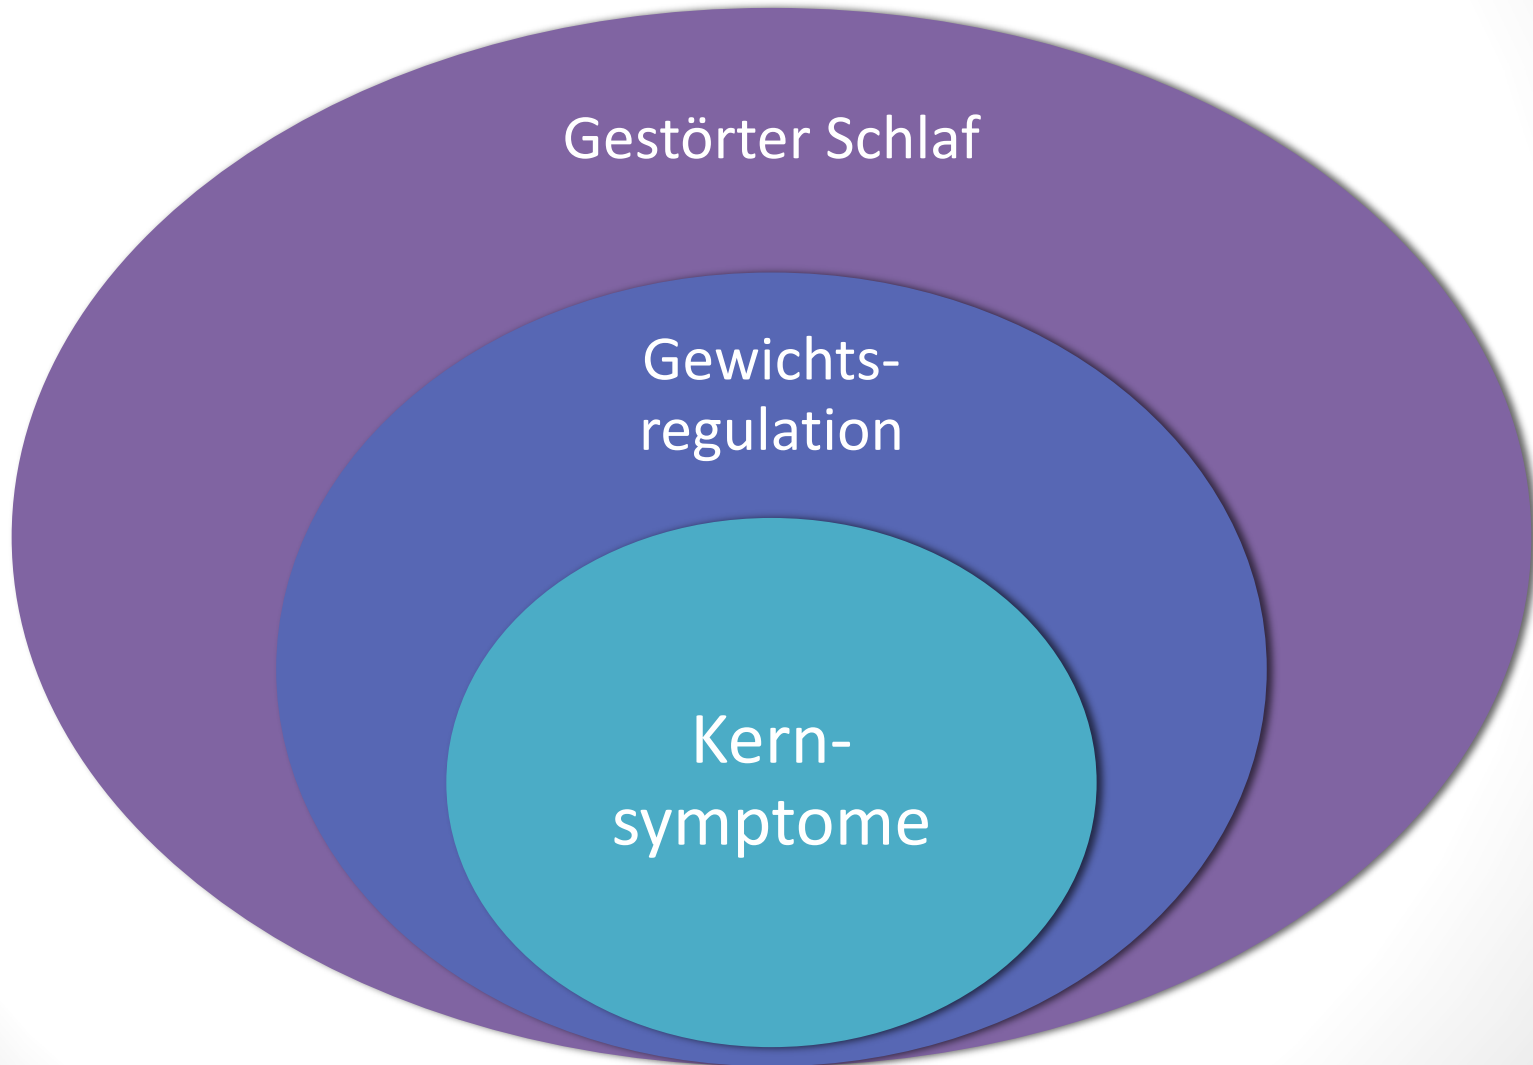 Gestörter Schlaf
Gewichts-
regulation
Kern-
symptome